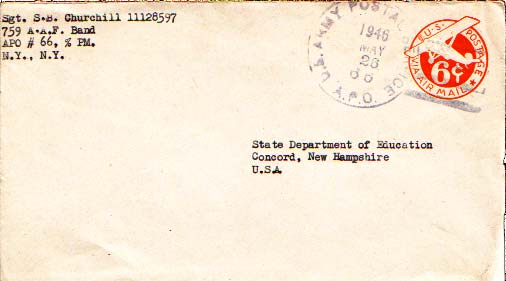 Sgt. S.B. Churchill 11128597
759 A.A.F. Band
APO # 66, % PM.
N.Y., N.Y.
U.S. ARMY POSTAL
1946
MAY
28
66
A.P.O.
U.S. POSTAGE
6¢
VIA AIR MAIL
State Department of Education
Concord, New Hampshire
U.S.A